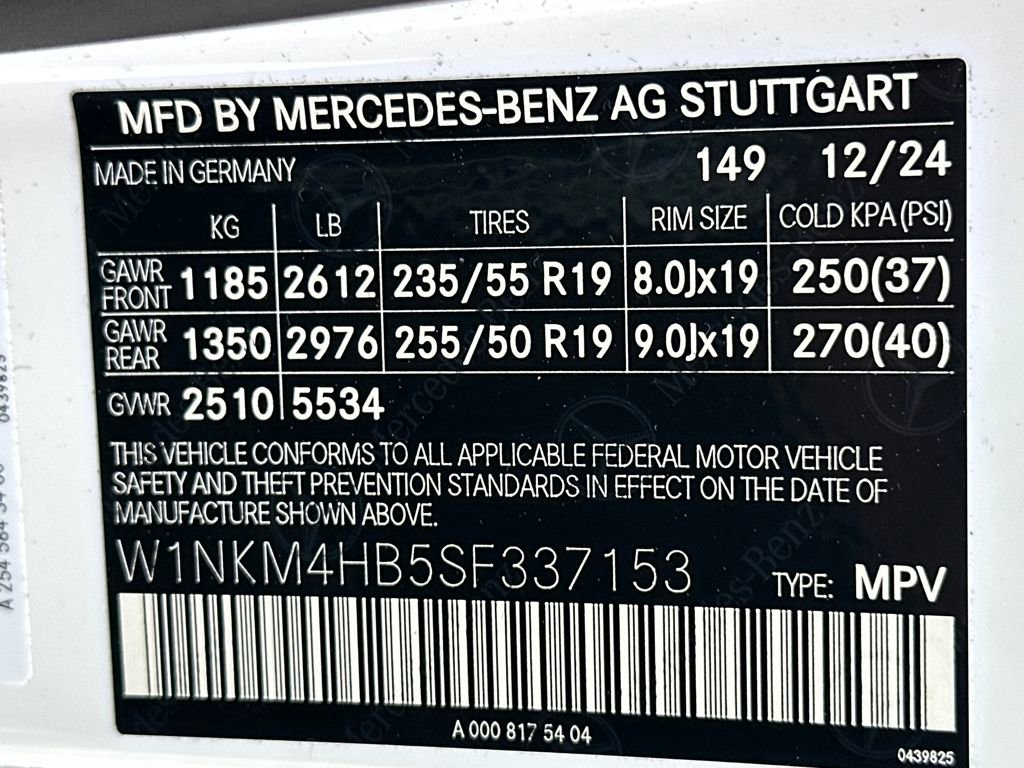 MFD BY MERCEDES-BENZ AG STUTTGART
MADE IN GERMANY 149 12/24
KG LB TIRES RIM SIZE COLD KPA (PSI)
GAWR FRONT 1185 2612 235/55 R19 8.0Jx19 250(37)
GAWR REAR 1350 2976 255/50 R19 9.0Jx19 270(40)
GVWR 2510 5534
THIS VEHICLE CONFORMS TO ALL APPLICABLE FEDERAL MOTOR VEHICLE
SAFETY AND THEFT PREVENTION STANDARDS IN EFFECT ON THE DATE OF
MANUFACTURE SHOWN ABOVE.
W1NKM4HB5SF337153 TYPE: MPV
A 000 817 54 04
0439825